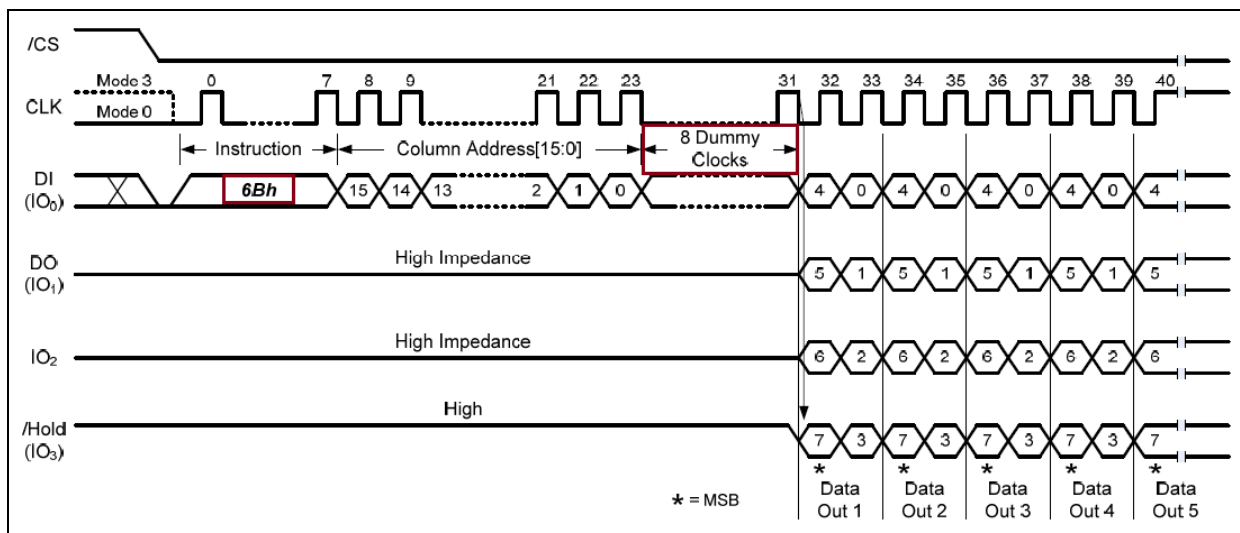 /CS
Mode 3 0 7 8 9 21 22 23 31 32 33 34 35 36 37 38 39 40
CLK
Mode 0
Instruction Column Address[15:0] 8 Dummy
Clocks
DI
(IO0)
6Bh 15 14 13 2 1 0 4 0 4 0 4 0 4 0 4
High Impedance
DO
(IO1)
5 1 5 1 5 1 5 1 5
High Impedance
IO2 6 2 6 2 6 2 6 2 6
High
/Hold
(IO3)
7 3 7 3 7 3 7 3 7
* * * * *
* = MSB
Data
Out 1
Data
Out 2
Data
Out 3
Data
Out 4
Data
Out 5